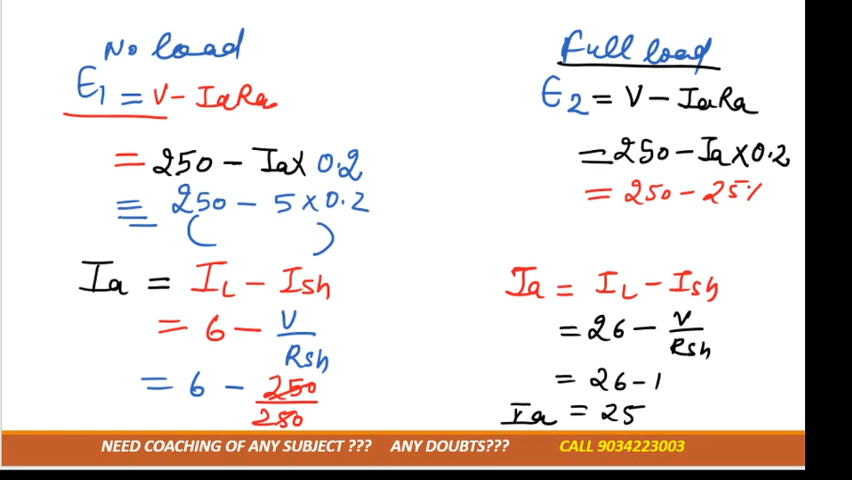 No load
E1 = V - IaRa
= 250 - Ia x 0.2
= 250 - 5 x 0.2
( )
Ia = IL - Ish
= 6 - V/Rsh
= 6 - 250/250
Full load
E2 = V - IaRa
= 250 - Ia x 0.2
= 250 - 25x
Ia = IL - Ish
= 26 - V/Rsh
= 26 - 1
Ia = 25
NEED COACHING OF ANY SUBJECT ??? ANY DOUBTS??? CALL 9034223003